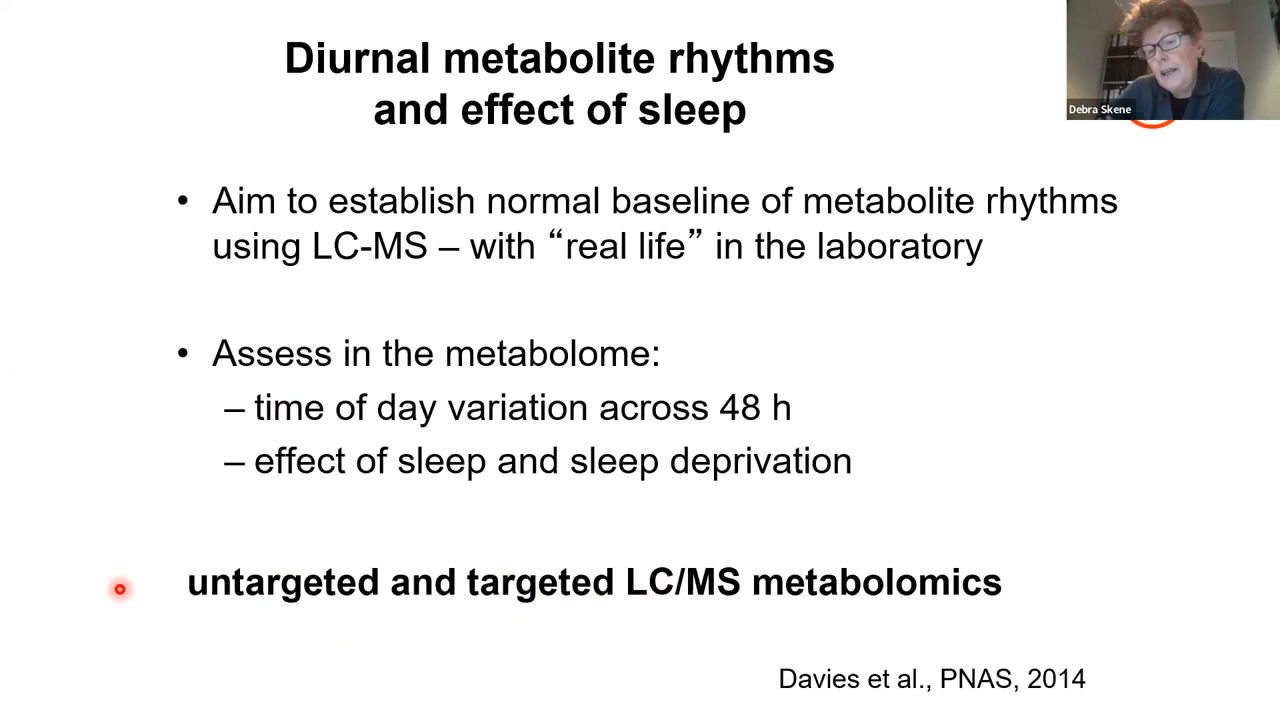 Diurnal metabolite rhythms
and effect of sleep
Debra Skene
• Aim to establish normal baseline of metabolite rhythms
using LC-MS – with “real life” in the laboratory
• Assess in the metabolome:
– time of day variation across 48 h
– effect of sleep and sleep deprivation
untargeted and targeted LC/MS metabolomics
Davies et al., PNAS, 2014